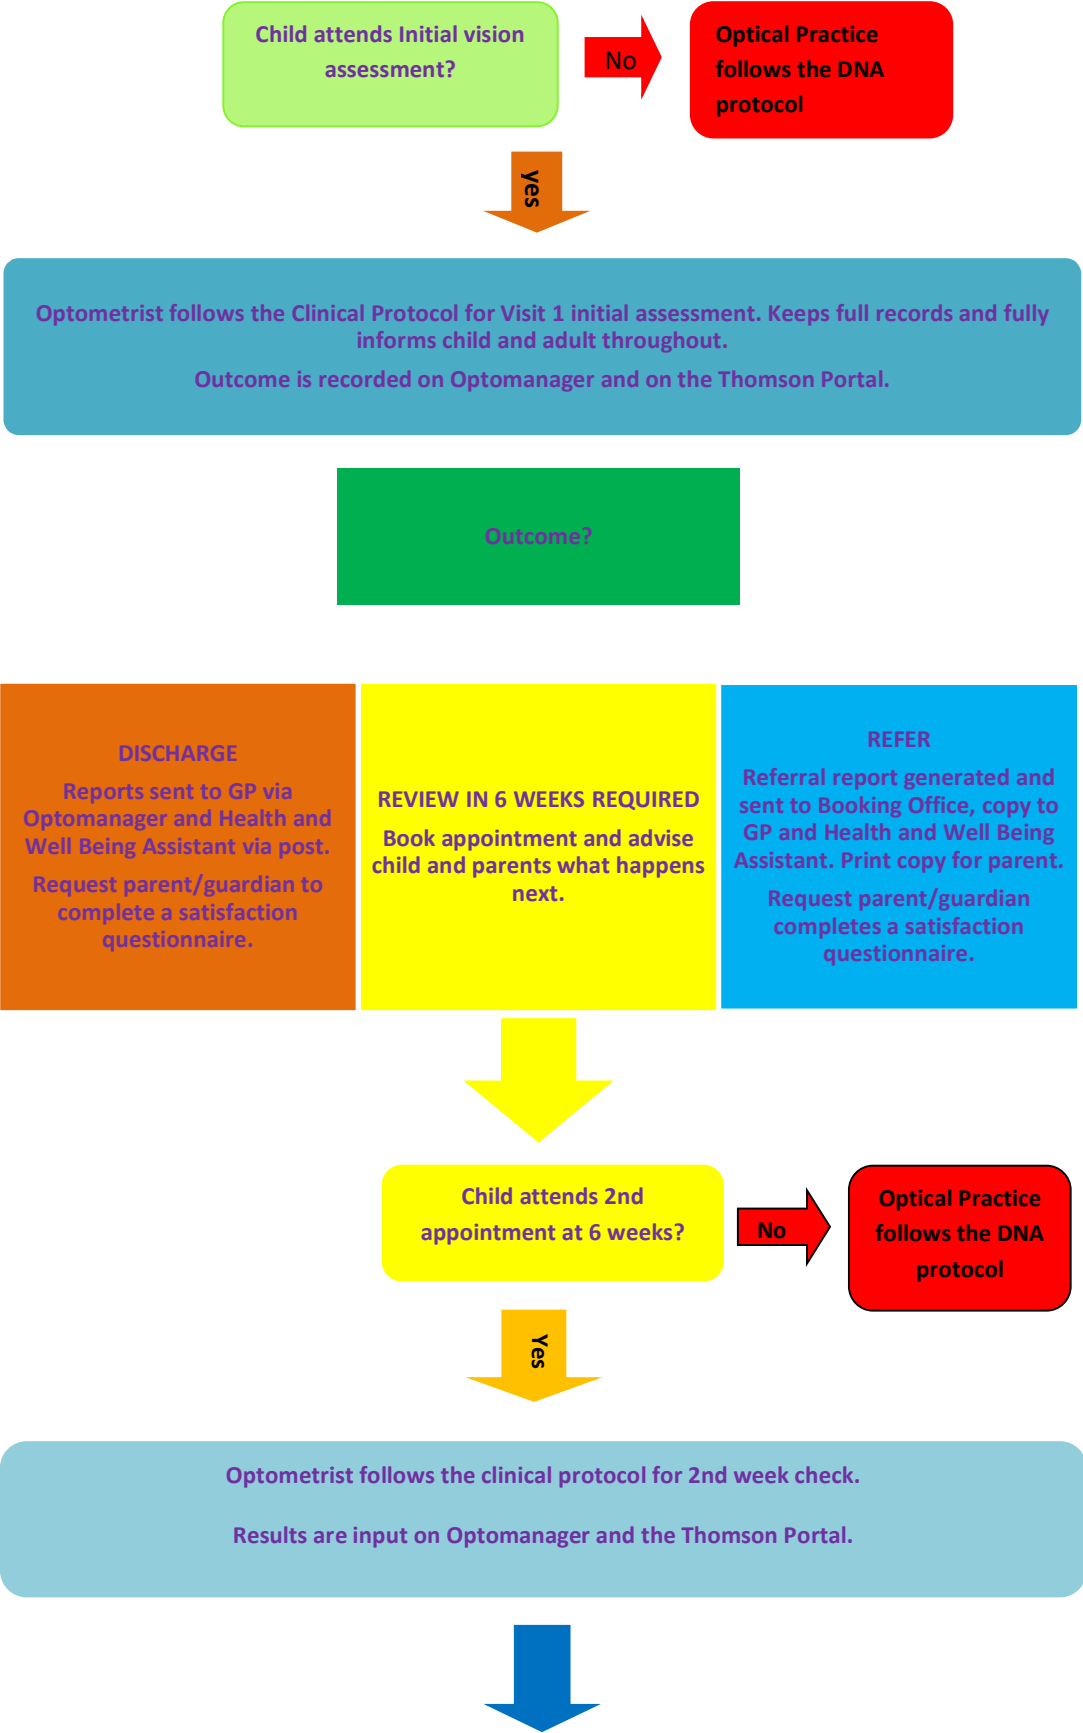 Child attends Initial vision
assessment?
No
Optical Practice
follows the DNA
protocol
yes
Optometrist follows the Clinical Protocol for Visit 1 initial assessment. Keeps full records and fully
informs child and adult throughout.
Outcome is recorded on Optomanager and on the Thomson Portal.
Outcome?
DISCHARGE
Reports sent to GP via
Optomanager and Health and
Well Being Assistant via post.
Request parent/guardian to
complete a satisfaction
questionnaire.
REVIEW IN 6 WEEKS REQUIRED
Book appointment and advise
child and parents what happens
next.
REFER
Referral report generated and
sent to Booking Office, copy to
GP and Health and Well Being
Assistant. Print copy for parent.
Request parent/guardian
completes a satisfaction
questionnaire.
Child attends 2nd
appointment at 6 weeks?
No
Optical Practice
follows the DNA
protocol
Yes
Optometrist follows the clinical protocol for 2nd week check.
Results are input on Optomanager and the Thomson Portal.